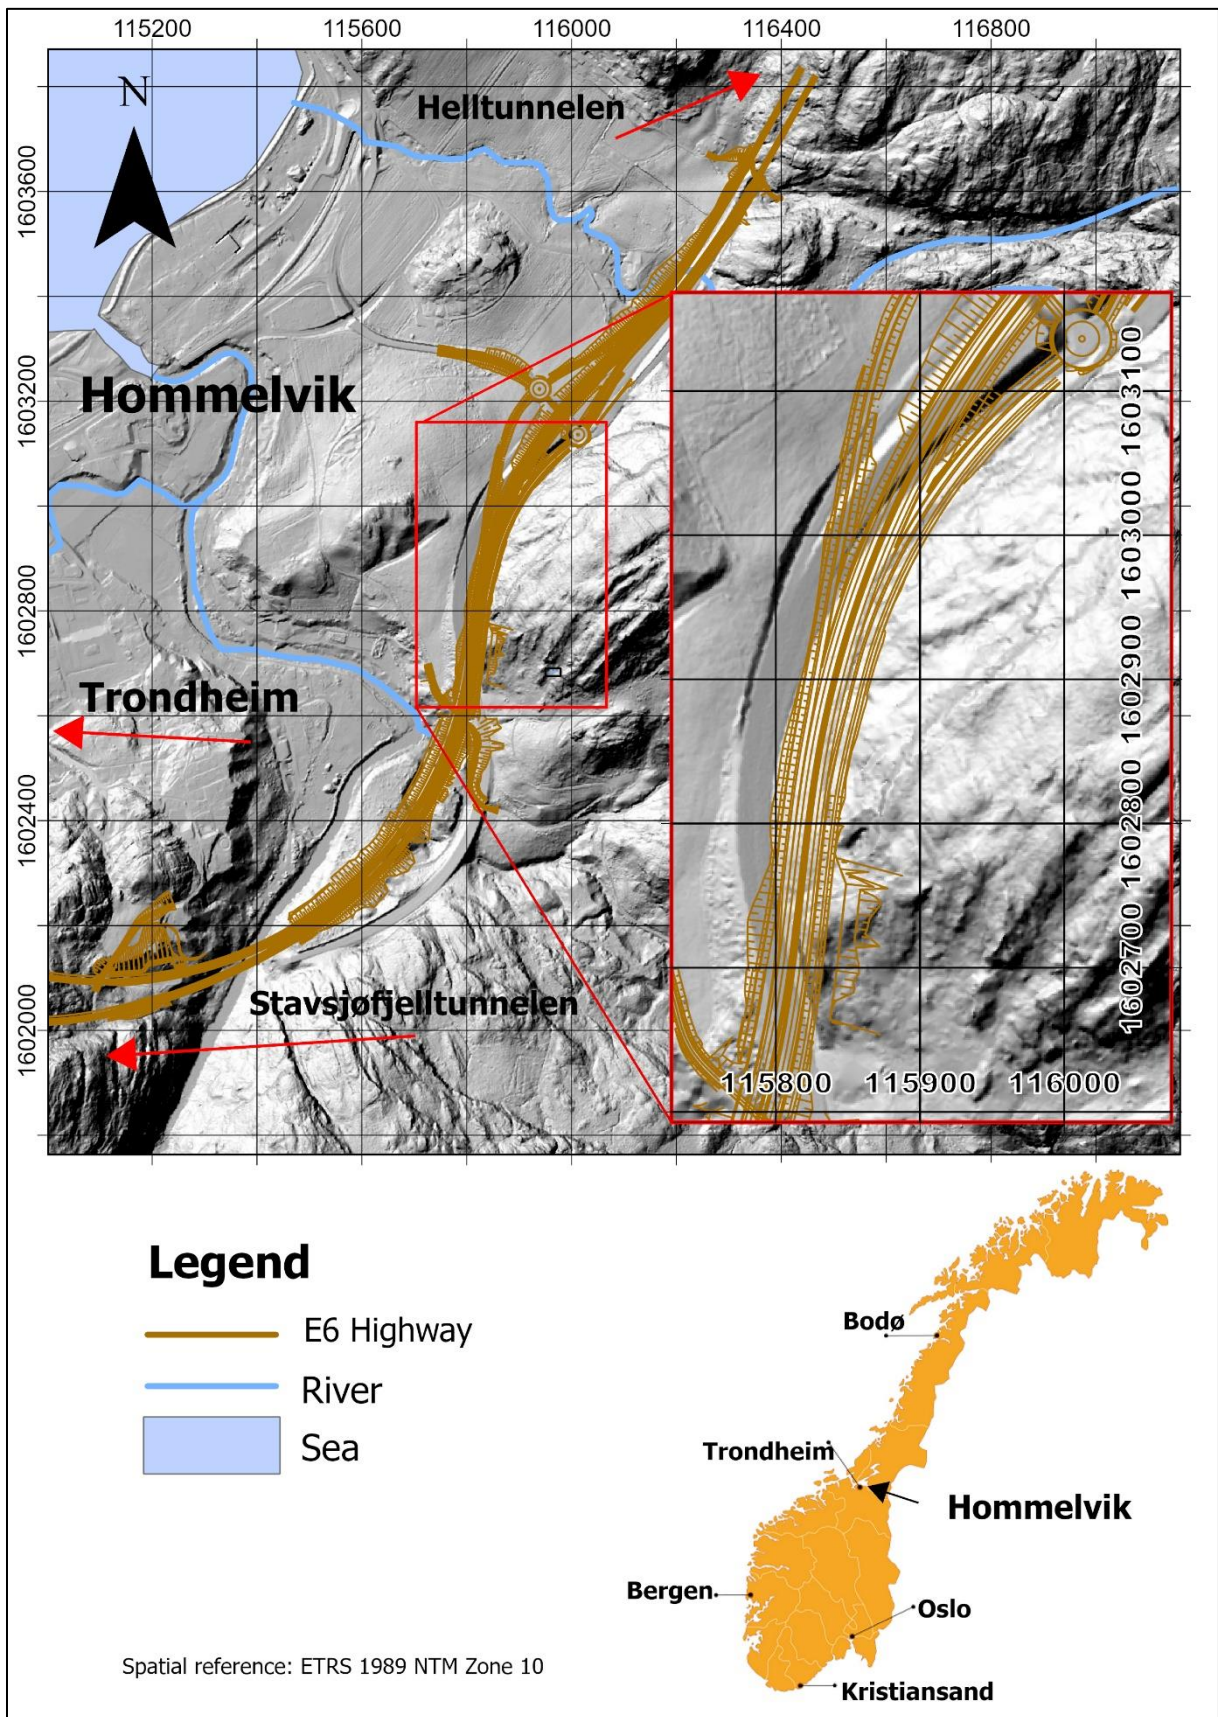 115200 115600 116000 116400 116800
N
Helltunnelen
1603600
1603200
1602800
1602400
1602000
Hommelvik
Trondheim
Stavsjøfjelltunnelen
1603100
1603000
1602900
1602800
1602700
115800 115900 116000
Legend
E6 Highway
River
Sea
Bodø
Trondheim
Hommelvik
Bergen
Oslo
Kristiansand
Spatial reference: ETRS 1989 NTM Zone 10